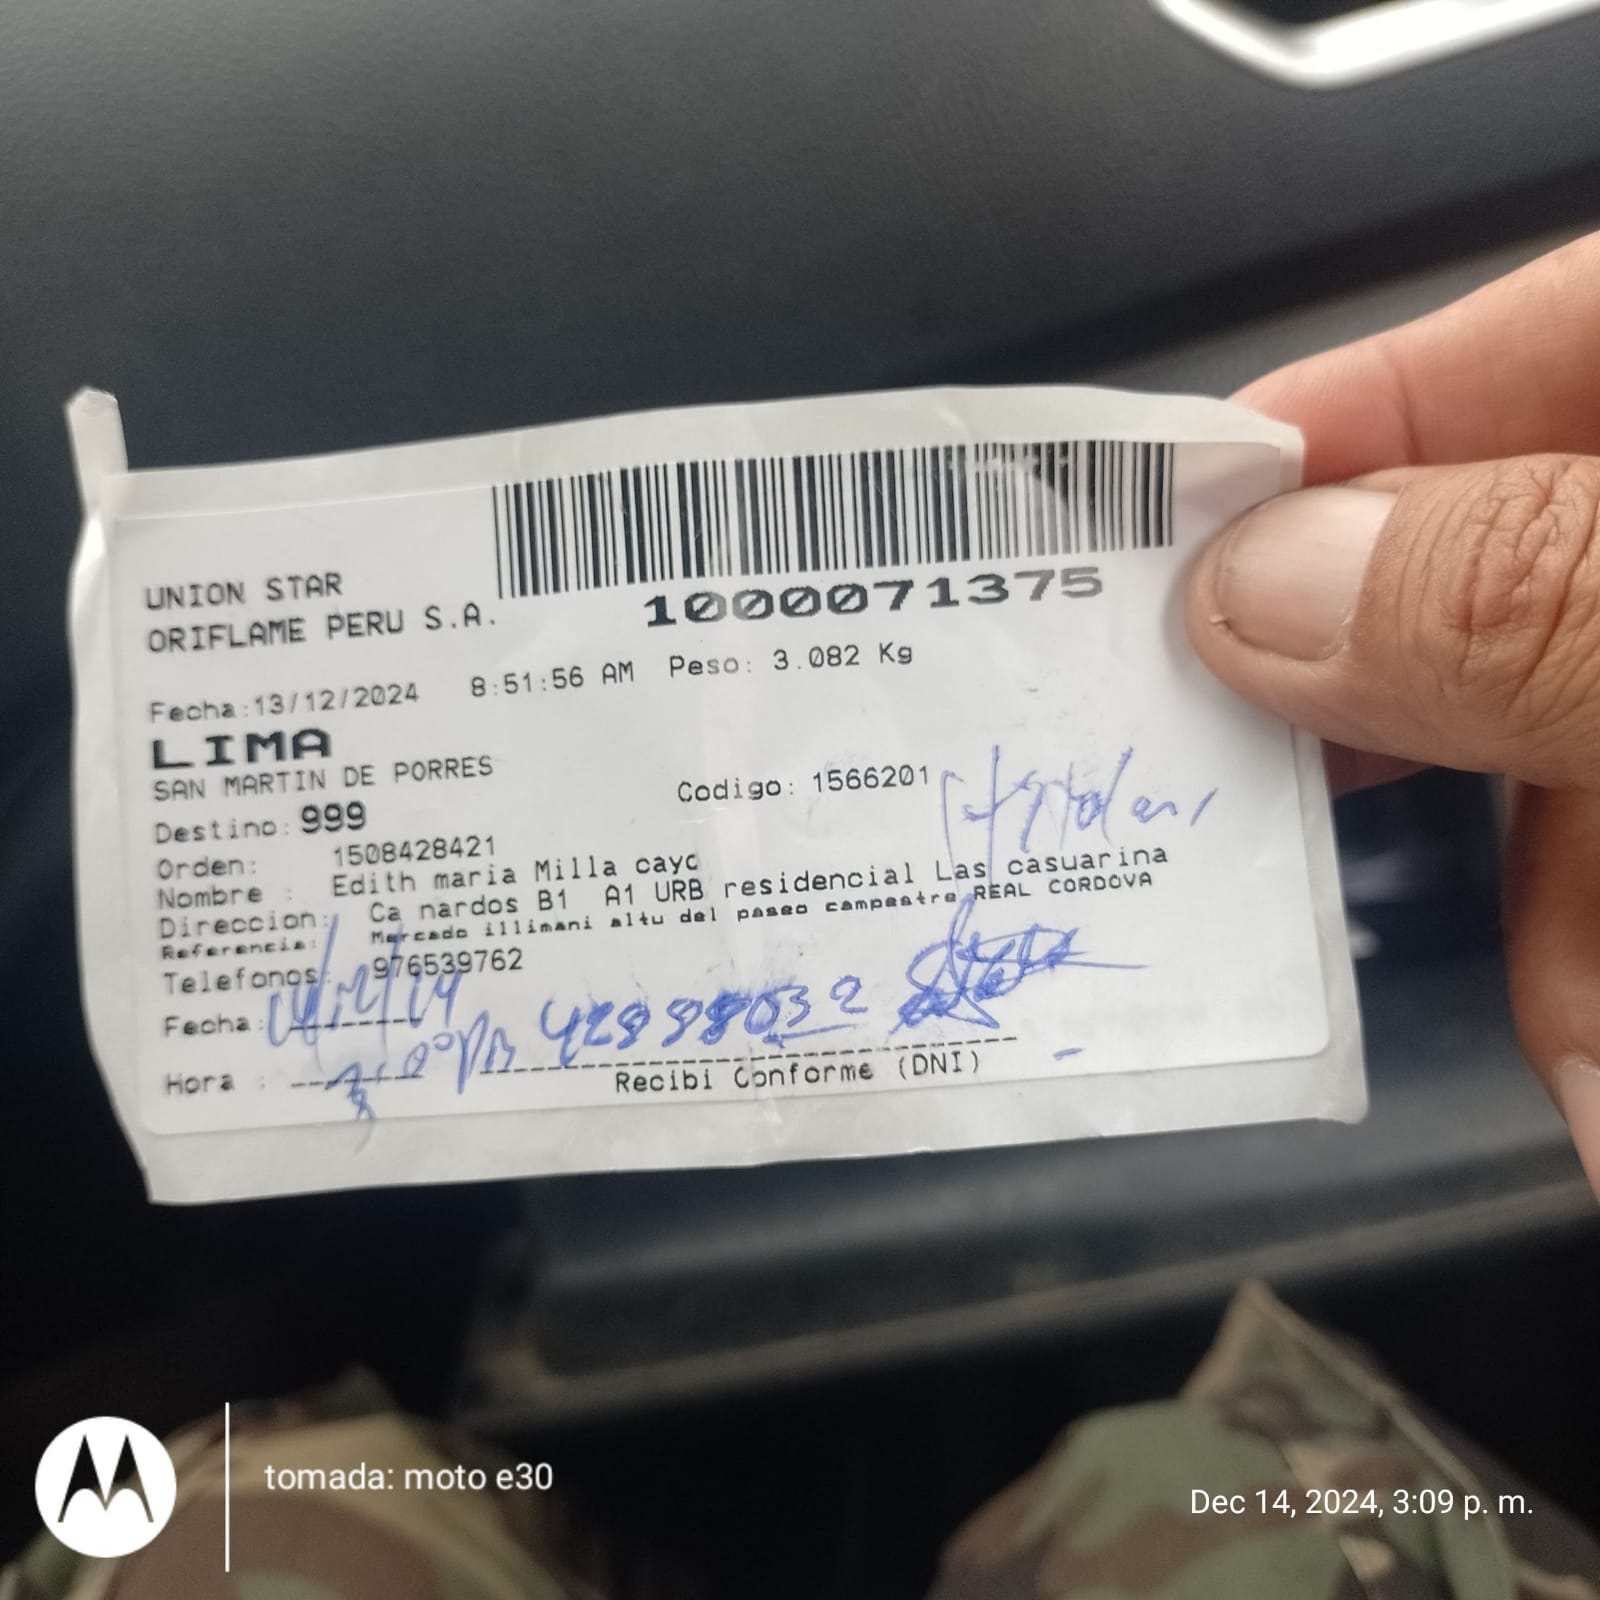 UNION STAR
ORIFLAME PERU S.A.
1000071375
Fecha:13/12/2024 8:51:56 AM Peso: 3.082 Kg
LIMA
SAN MARTIN DE PORRES
Codigo: 1566201
Destino: 999
Orden: 1508428421
Nombre : Edith maria Milla cayo
Direccion: Ca nardos B1 A1 URB residencial Las casuarina
Referencia: Mercado illimani altu del paseo campestre REAL CORDOVA
Telefonos: 976539762
Fecha: 14/12/24
Hora :
Recibi Conforme (DNI)
tomada: moto e30
Dec 14, 2024, 3:09 p. m.